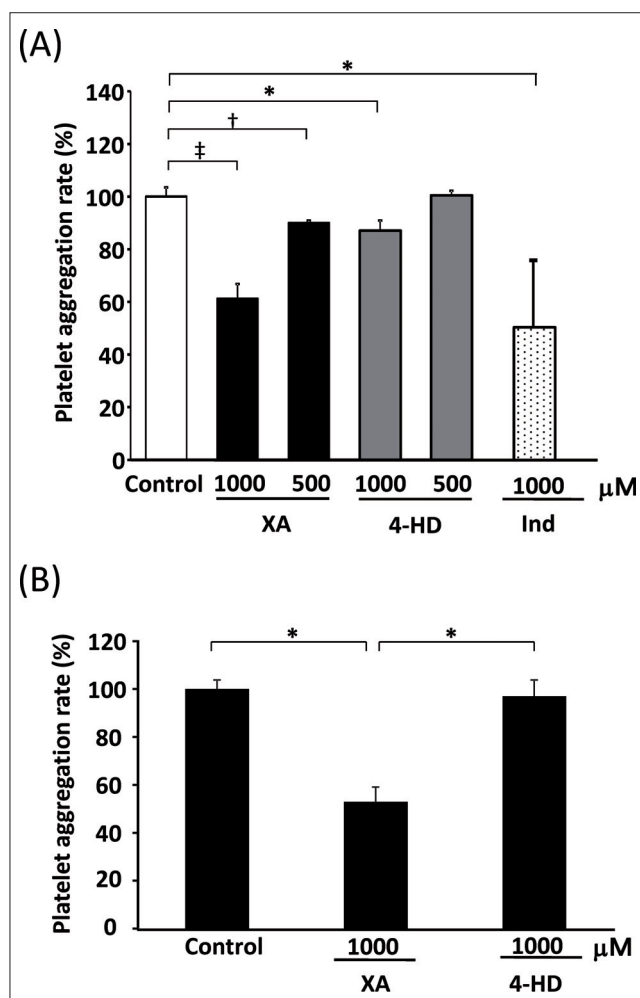 (A)
Platelet aggregation rate (%)
140
120
100
80
60
40
20
0
*
*
†
‡
Control 1000 500 1000 500 1000 µM
XA 4-HD Ind
(B)
Platelet aggregation rate (%)
120
100
80
60
40
20
0
* *
Control 1000 1000 µM
XA 4-HD